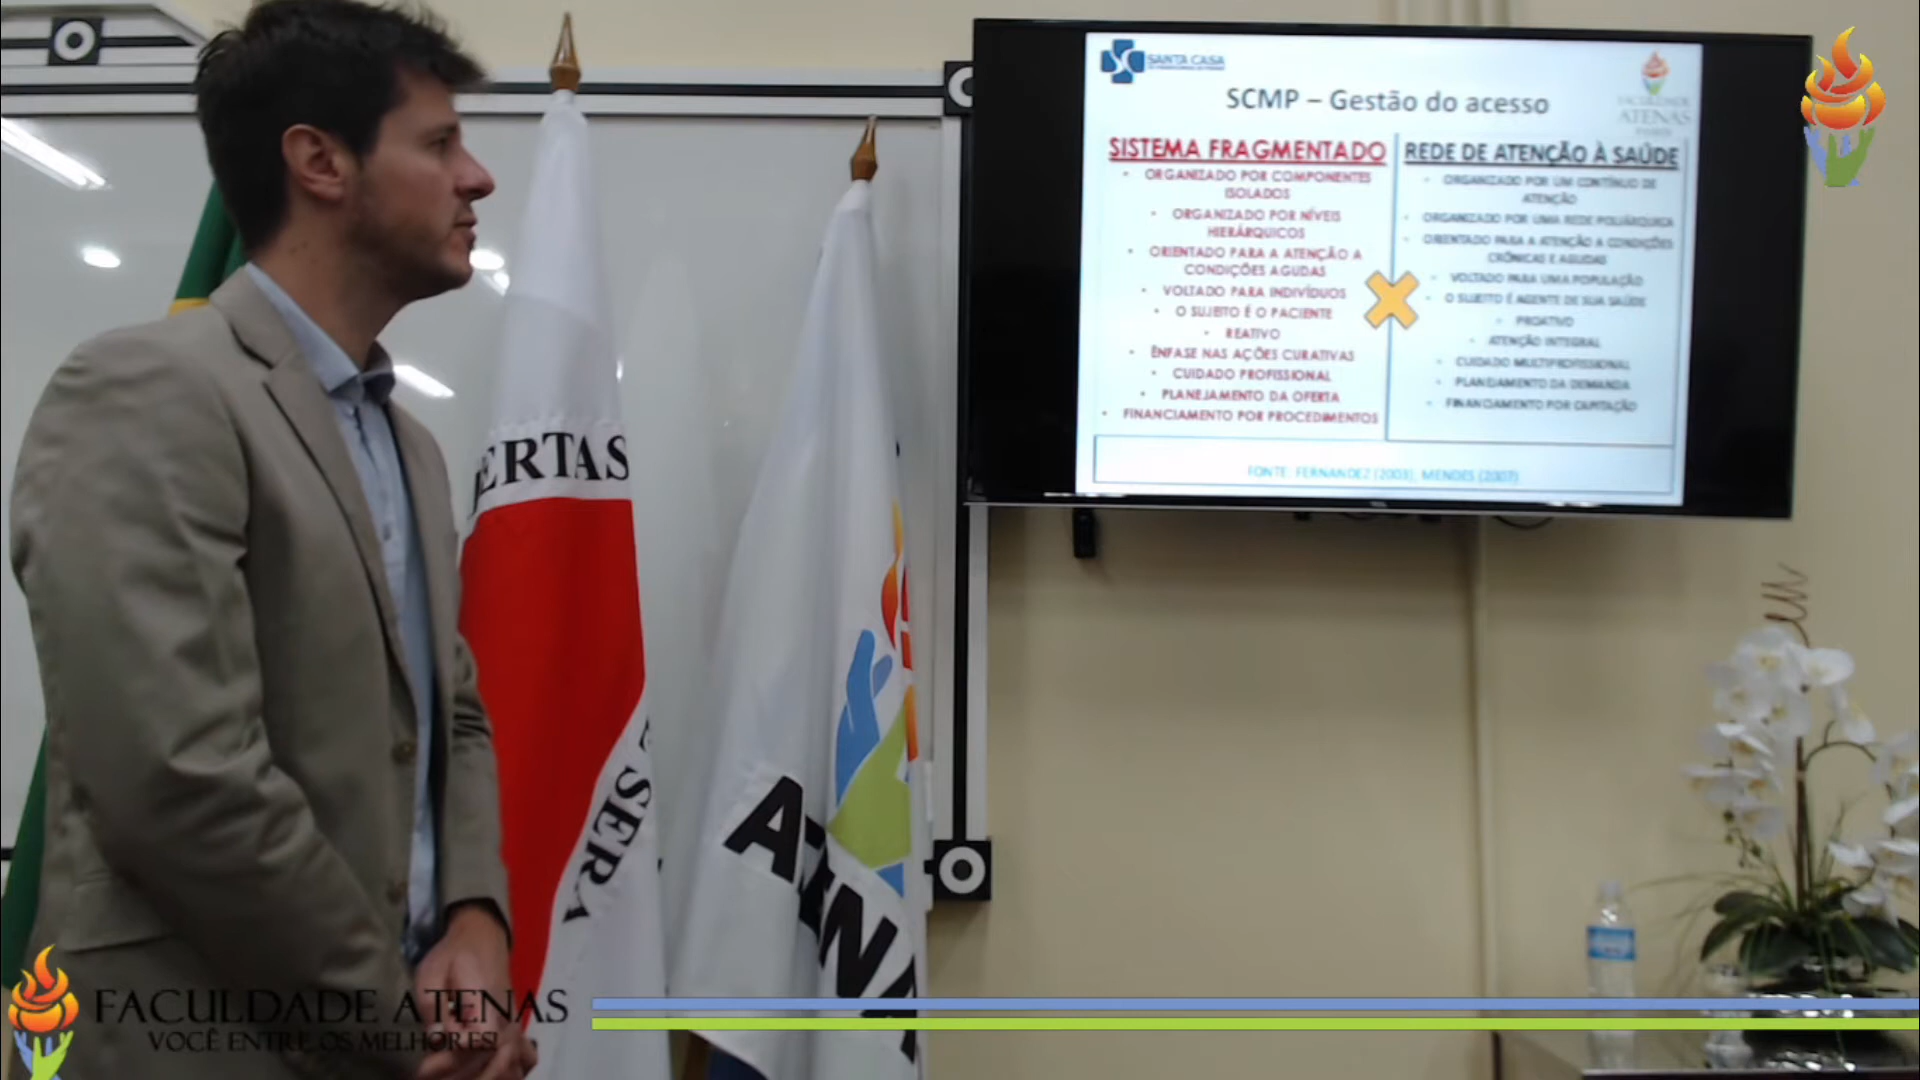 SANTA CASA
SCMP – Gestão do acesso
FACULDADE
ATENAS
SISTEMA FRAGMENTADO
• ORGANIZADO POR COMPONENTES
ISOLADOS
• ORGANIZADO POR NÍVEIS
HIERÁRQUICOS
• ORIENTADO PARA A ATENÇÃO A
CONDIÇÕES AGUDAS
• VOLTADO PARA INDIVÍDUOS
• O SUJEITO É O PACIENTE
• REATIVO
• ÊNFASE NAS AÇÕES CURATIVAS
• CUIDADO PROFISSIONAL
• PLANEJAMENTO DA OFERTA
• FINANCIAMENTO POR PROCEDIMENTOS
REDE DE ATENÇÃO À SAÚDE
• ORGANIZADO POR UM CONTÍNUO DE
ATENÇÃO
• ORGANIZADO POR UMA REDE POLIÁRQUICA
• ORIENTADO PARA A ATENÇÃO A CONDIÇÕES
CRÔNICAS E AGUDAS
• VOLTADO PARA UMA POPULAÇÃO
• O SUJEITO É AGENTE DE SUA SAÚDE
• PROATIVO
• ATENÇÃO INTEGRAL
• CUIDADO MULTIPROFISSIONAL
• PLANEJAMENTO DA DEMANDA
• FINANCIAMENTO POR CAPITAÇÃO
FONTE: FERNANDEZ (2003); MENDES (2007)
ERTAS
SERA
ATENA
FACULDADE ATENAS
VOCÊ ENTRE OS MELHORES!